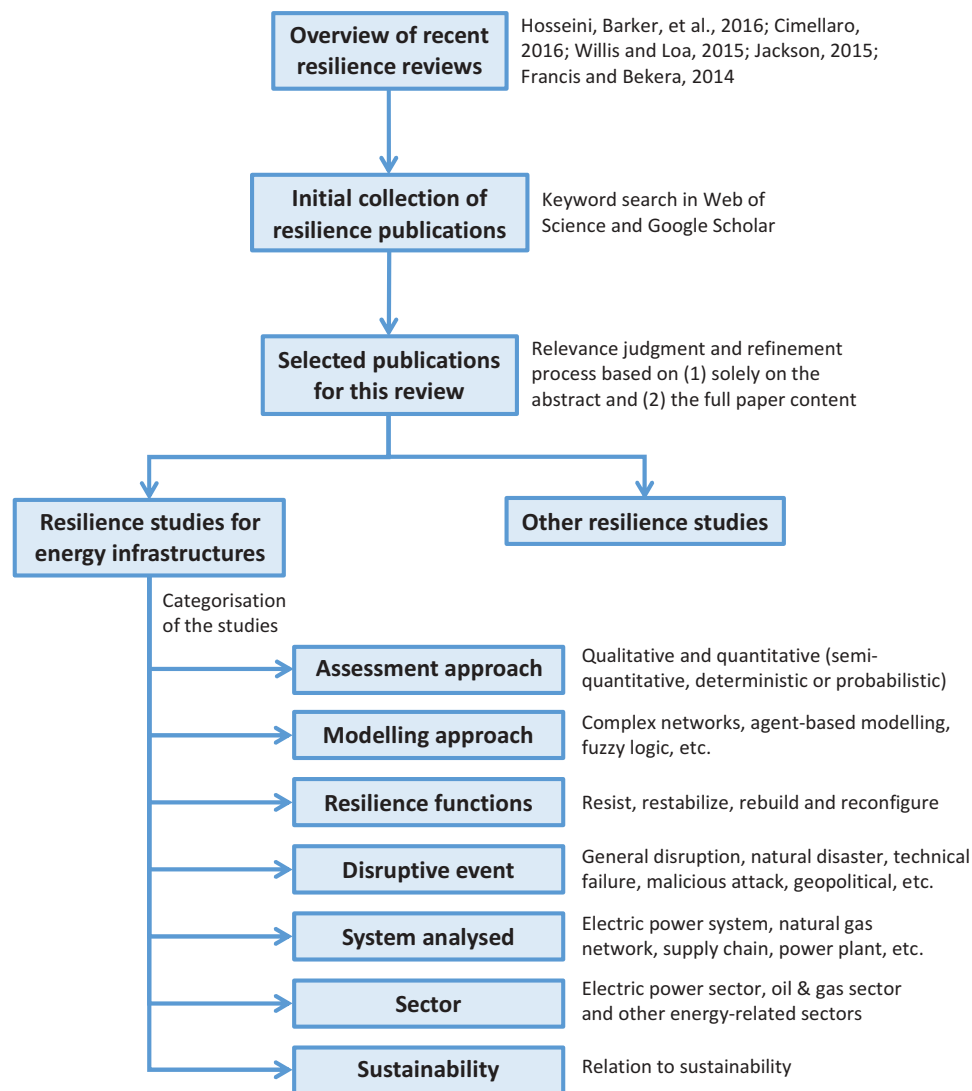 Overview of recent
resilience reviews
Hosseini, Barker, et al., 2016; Cimellaro,
2016; Willis and Loa, 2015; Jackson, 2015;
Francis and Bekera, 2014
Initial collection of
resilience publications
Keyword search in Web of
Science and Google Scholar
Selected publications
for this review
Relevance judgment and refinement
process based on (1) solely on the
abstract and (2) the full paper content
Resilience studies for
energy infrastructures
Other resilience studies
Categorisation
of the studies
Assessment approach
Qualitative and quantitative (semi-
quantitative, deterministic or probabilistic)
Modelling approach
Complex networks, agent-based modelling,
fuzzy logic, etc.
Resilience functions
Resist, restabilize, rebuild and reconfigure
Disruptive event
General disruption, natural disaster, technical
failure, malicious attack, geopolitical, etc.
System analysed
Electric power system, natural gas
network, supply chain, power plant, etc.
Sector
Electric power sector, oil & gas sector
and other energy-related sectors
Sustainability
Relation to sustainability